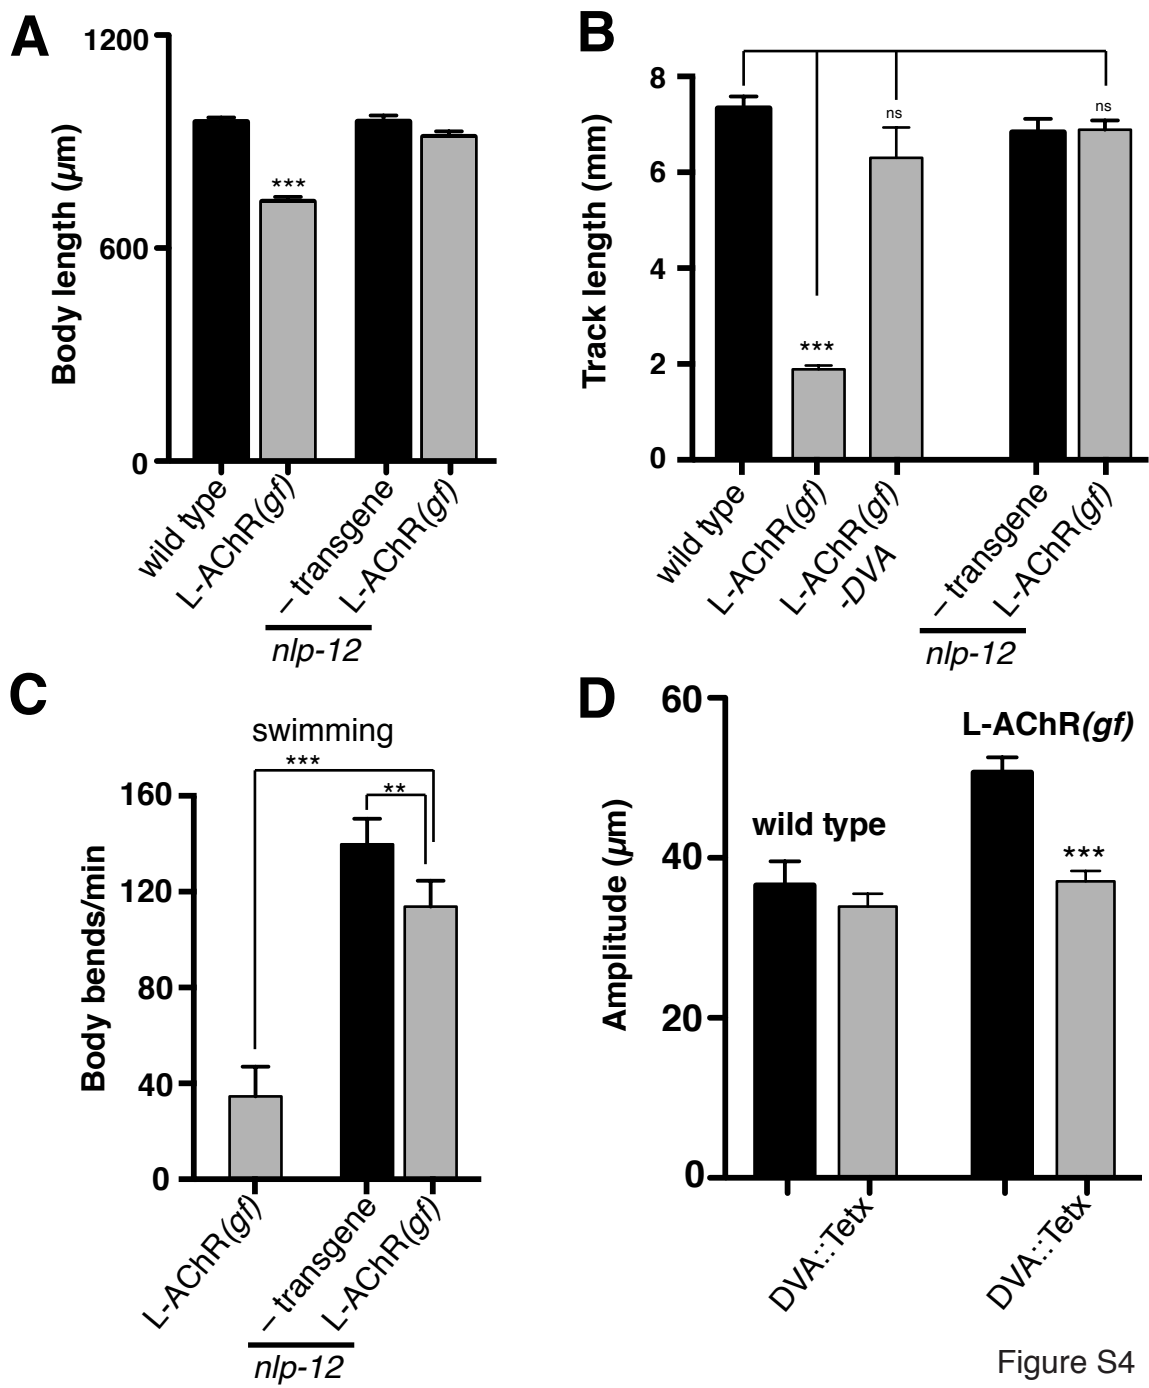 A
Body length (µm)
1200
600
0
***
wild type
L-AChR(gf)
– transgene
L-AChR(gf)
nlp-12
B
Track length (mm)
8
6
4
2
0
***
ns
ns
wild type
L-AChR(gf)
L-AChR(gf)
-DVA
– transgene
L-AChR(gf)
nlp-12
C
swimming
***
**
Body bends/min
160
120
80
40
0
L-AChR(gf)
– transgene
L-AChR(gf)
nlp-12
D
Amplitude (µm)
60
40
20
0
wild type
L-AChR(gf)
***
DVA::Tetx
DVA::Tetx
Figure S4